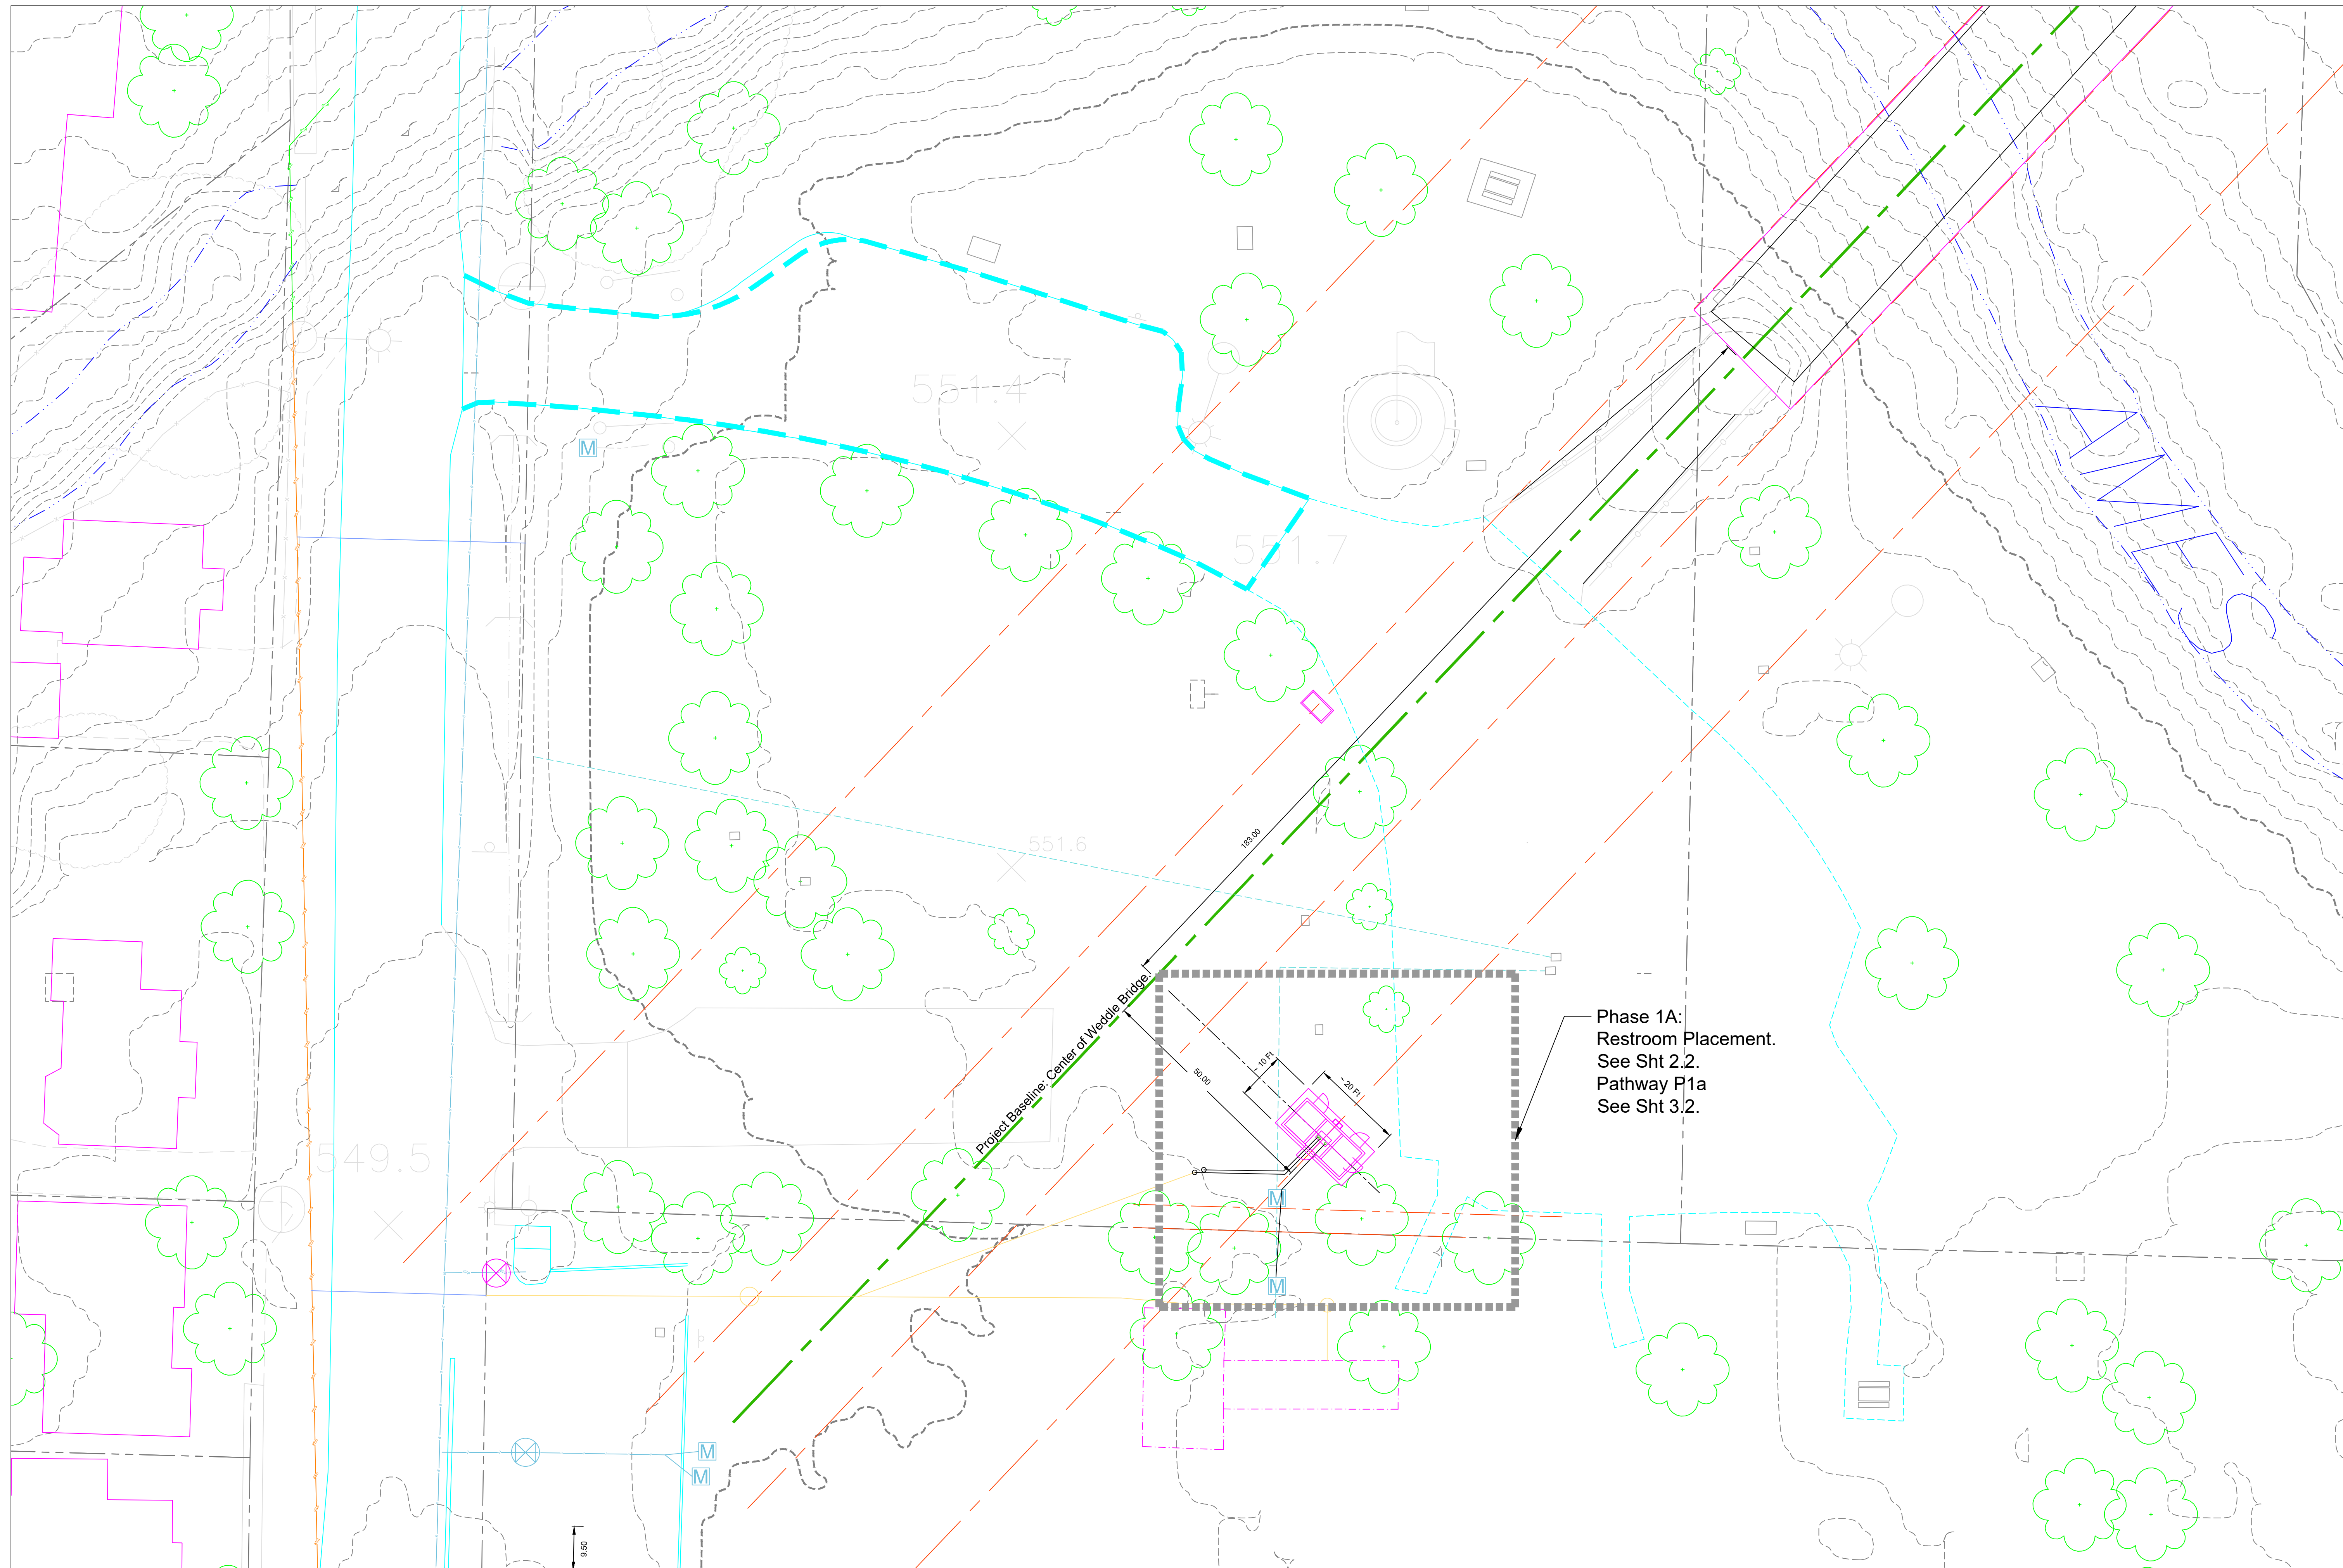 551.4
M
551.7
183.00
551.6
Project Baseline: Center of Weddle Bridge.
50.00
~ 10 Ft
~ 20 Ft
Phase 1A:
Restroom Placement.
See Sht 2.2.
Pathway P1a
See Sht 3.2.
549.5
M
M
M
M
9.50